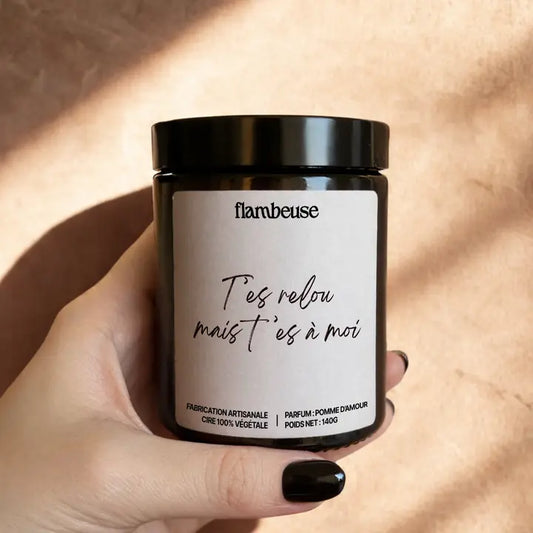 flambeuse
T'es relou
mais t'es à moi
FABRICATION ARTISANALE
CIRE 100% VÉGÉTALE
PARFUM : POMME D'AMOUR
POIDS NET : 140G